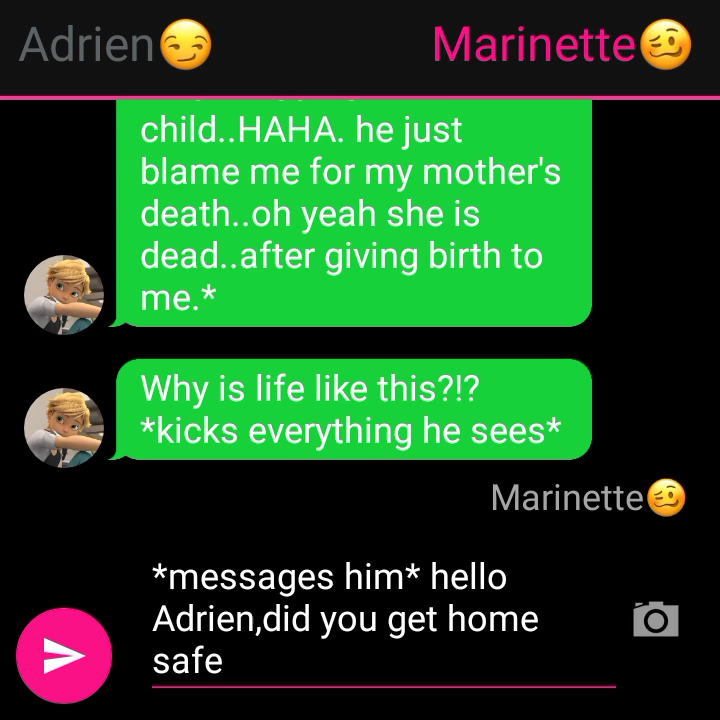 Adrien😏 Marinette🥴
child..HAHA. he just
blame me for my mother's
death..oh yeah she is
dead..after giving birth to
me.*
Why is life like this?!?
*kicks everything he sees*
Marinette🥴
*messages him* hello
Adrien,did you get home
safe